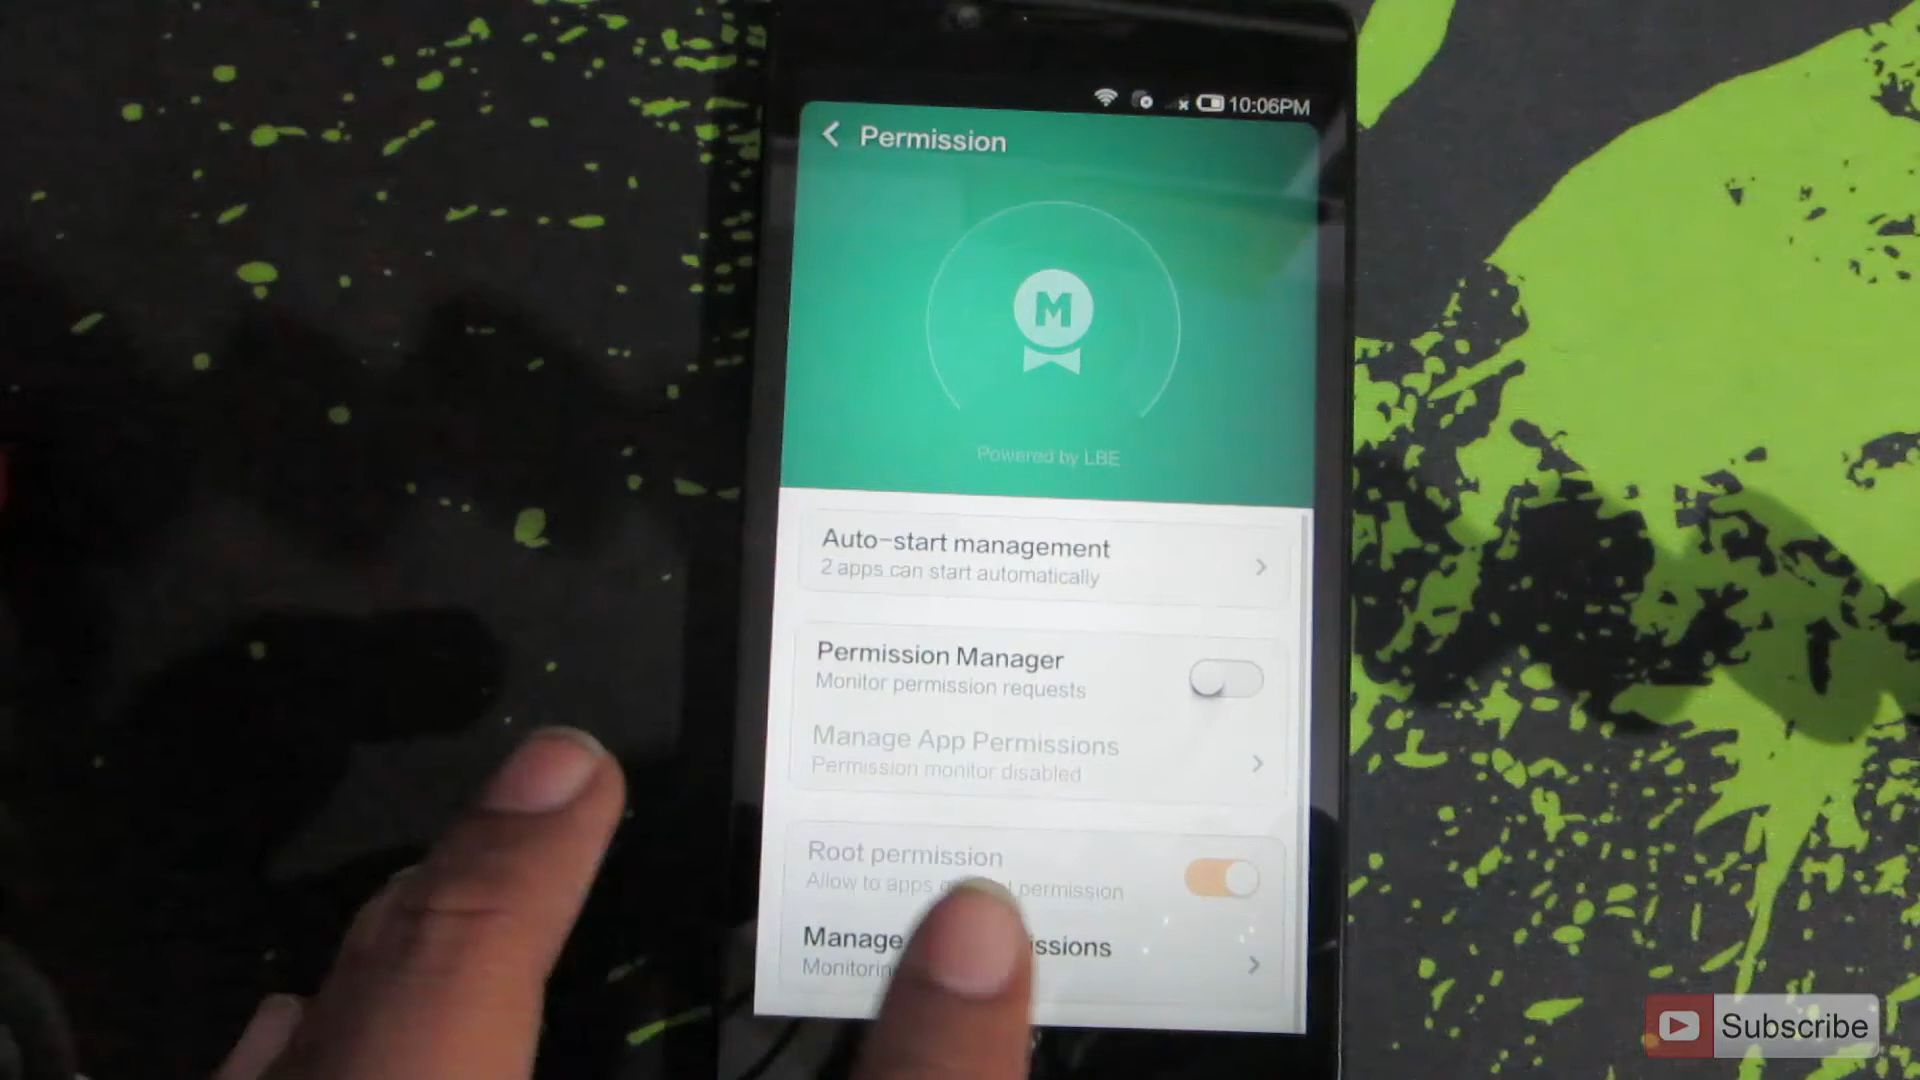 10:06PM
Permission
M
Powered by LBE
Auto-start management
2 apps can start automatically
Permission Manager
Monitor permission requests
Manage App Permissions
Permission monitor disabled
Root permission
Allow to apps permission
Manage
Subscribe